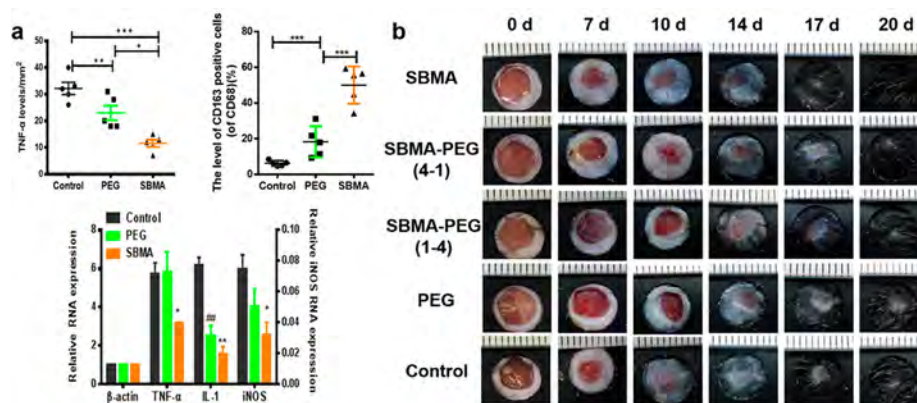 a
TNF-α levels/mm²
50
40
30
20
10
0
Control PEG SBMA
***
**
*
The level of CD163 positive cells
(of CD68)(%)
80
60
40
20
0
Control PEG SBMA
***
***
Relative RNA expression
8
6
4
2
0
Control
PEG
SBMA
*
##
**
*
β-actin TNF-α IL-1 iNOS
0.10
0.08
0.06
0.04
0.02
0.00
Relative iNOS RNA expression
b
0 d 7 d 10 d 14 d 17 d 20 d
SBMA
SBMA-PEG
(4-1)
SBMA-PEG
(1-4)
PEG
Control